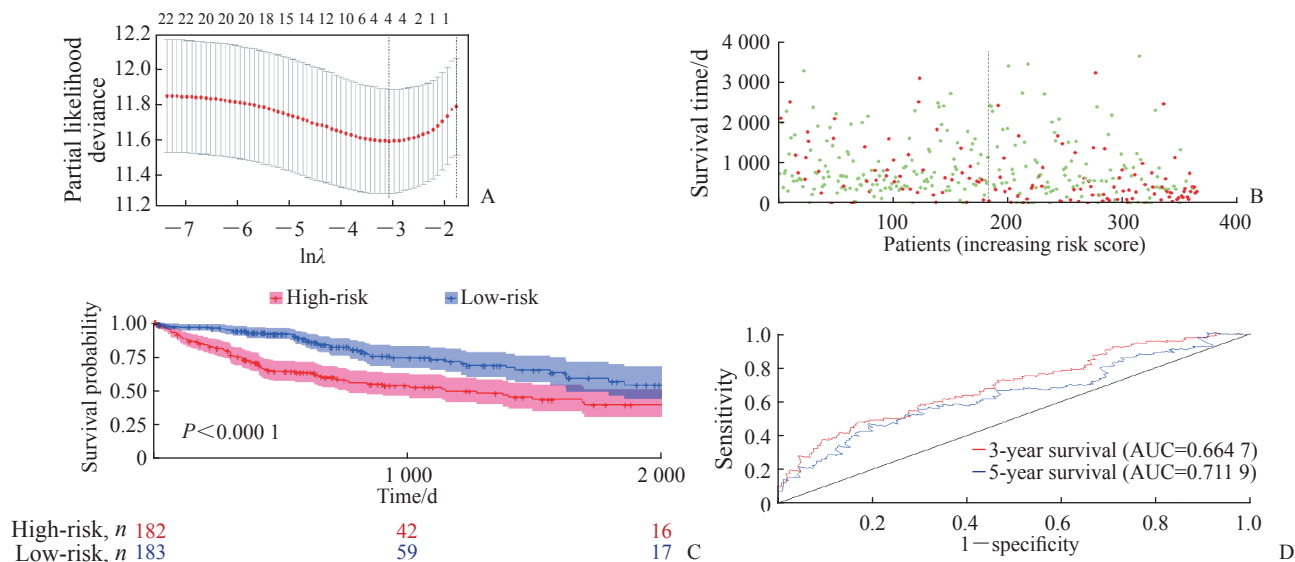 22 22 20 20 20 18 15 14 12 10 6 4 4 2 1 1
12.2
12.0
11.8
11.6
11.4
11.2
Partial likelihood
deviance
−7 −6 −5 −4 −3 −2
lnλ
A
4 000
3 000
2 000
1 000
0
Survival time/d
100 200 300 400
Patients (increasing risk score)
B
High-risk Low-risk
1.00
0.75
0.50
0.25
0
Survival probability
P<0.000 1
1 000 2 000
Time/d
High-risk, n 182 42 16
Low-risk, n 183 59 17
C
1.0
0.8
0.6
0.4
0.2
0
Sensitivity
3-year survival (AUC=0.664 7)
5-year survival (AUC=0.711 9)
0.2 0.4 0.6 0.8 1.0
1−specificity
D